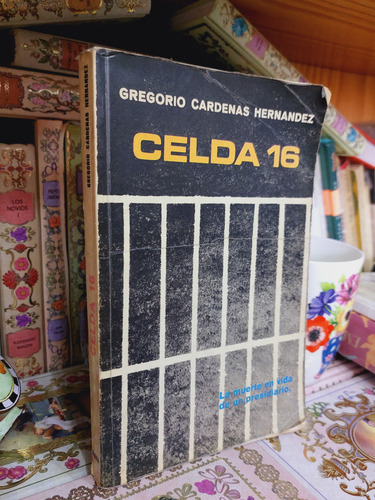 GREGORIO CARDENAS HERNANDEZ
CELDA 16
La muerte en vida
de un presidiario.
GREGORIO CARDENAS HERNANDEZ
CELDA 16
LOS
NOVIOS